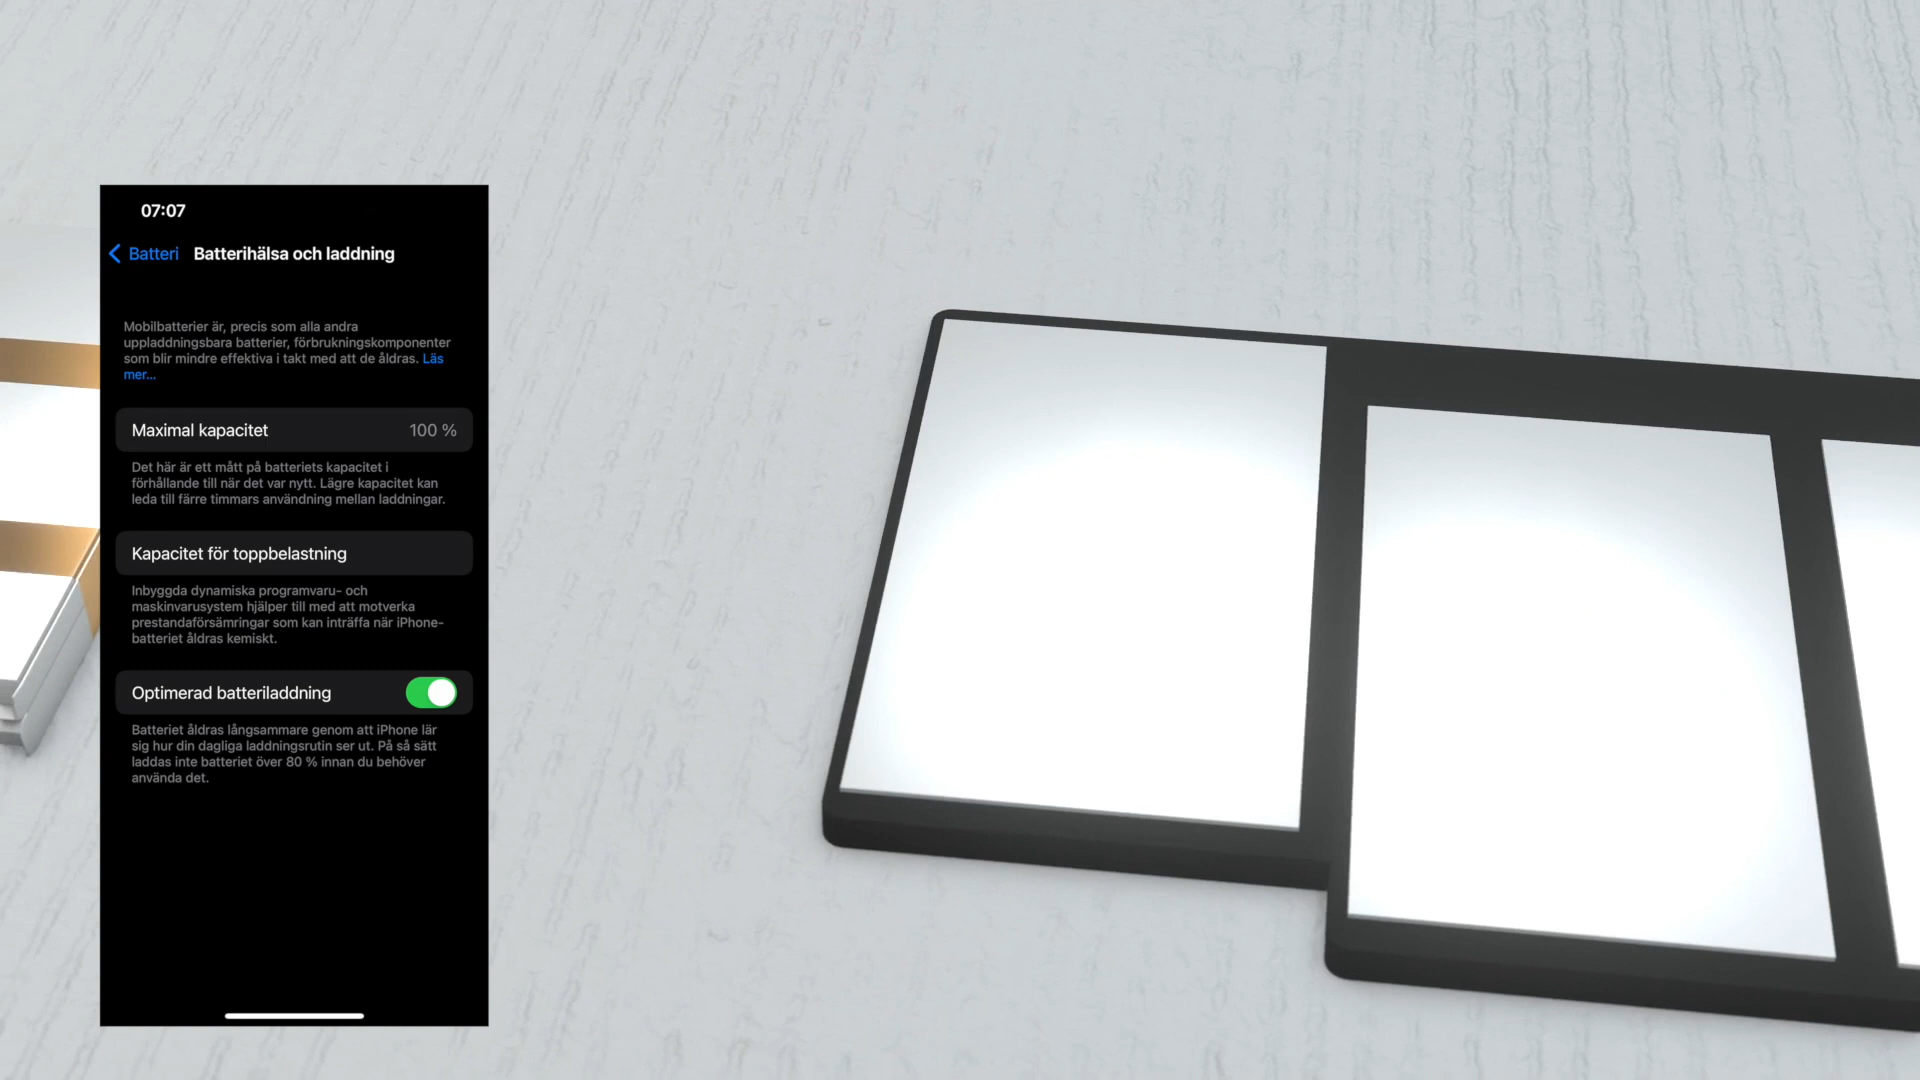 07:07
Batteri Batterihälsa och laddning
Mobilbatterier är, precis som alla andra
uppladdningsbara batterier, förbrukningskomponenter
som blir mindre effektiva i takt med att de åldras. Läs
mer...
Maximal kapacitet 100 %
Det här är ett mått på batteriets kapacitet i
förhållande till när det var nytt. Lägre kapacitet kan
leda till färre timmars användning mellan laddningar.
Kapacitet för toppbelastning
Inbyggda dynamiska programvaru- och
maskinvarusystem hjälper till med att motverka
prestandaförsämringar som kan inträffa när iPhone-
batteriet åldras kemiskt.
Optimerad batteriladdning
Batteriet åldras långsammare genom att iPhone lär
sig hur din dagliga laddningsrutin ser ut. På så sätt
laddas inte batteriet över 80 % innan du behöver
använda det.